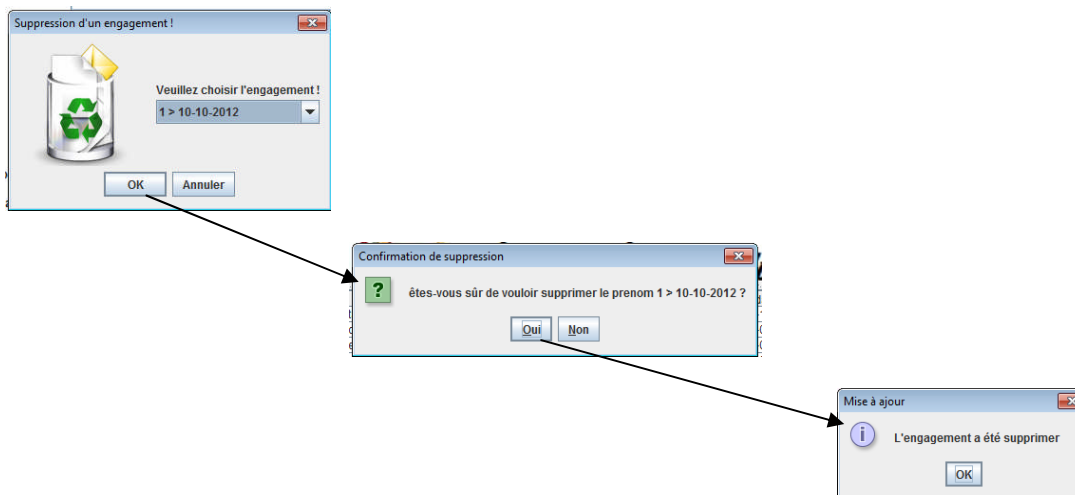 Suppression d'un engagement !
Veuillez choisir l'engagement !
1 > 10-10-2012
OK Annuler
Confirmation de suppression
? êtes-vous sûr de vouloir supprimer le prenom 1 > 10-10-2012 ?
Oui Non
Mise à ajour
i L'engagement a été supprimer
OK